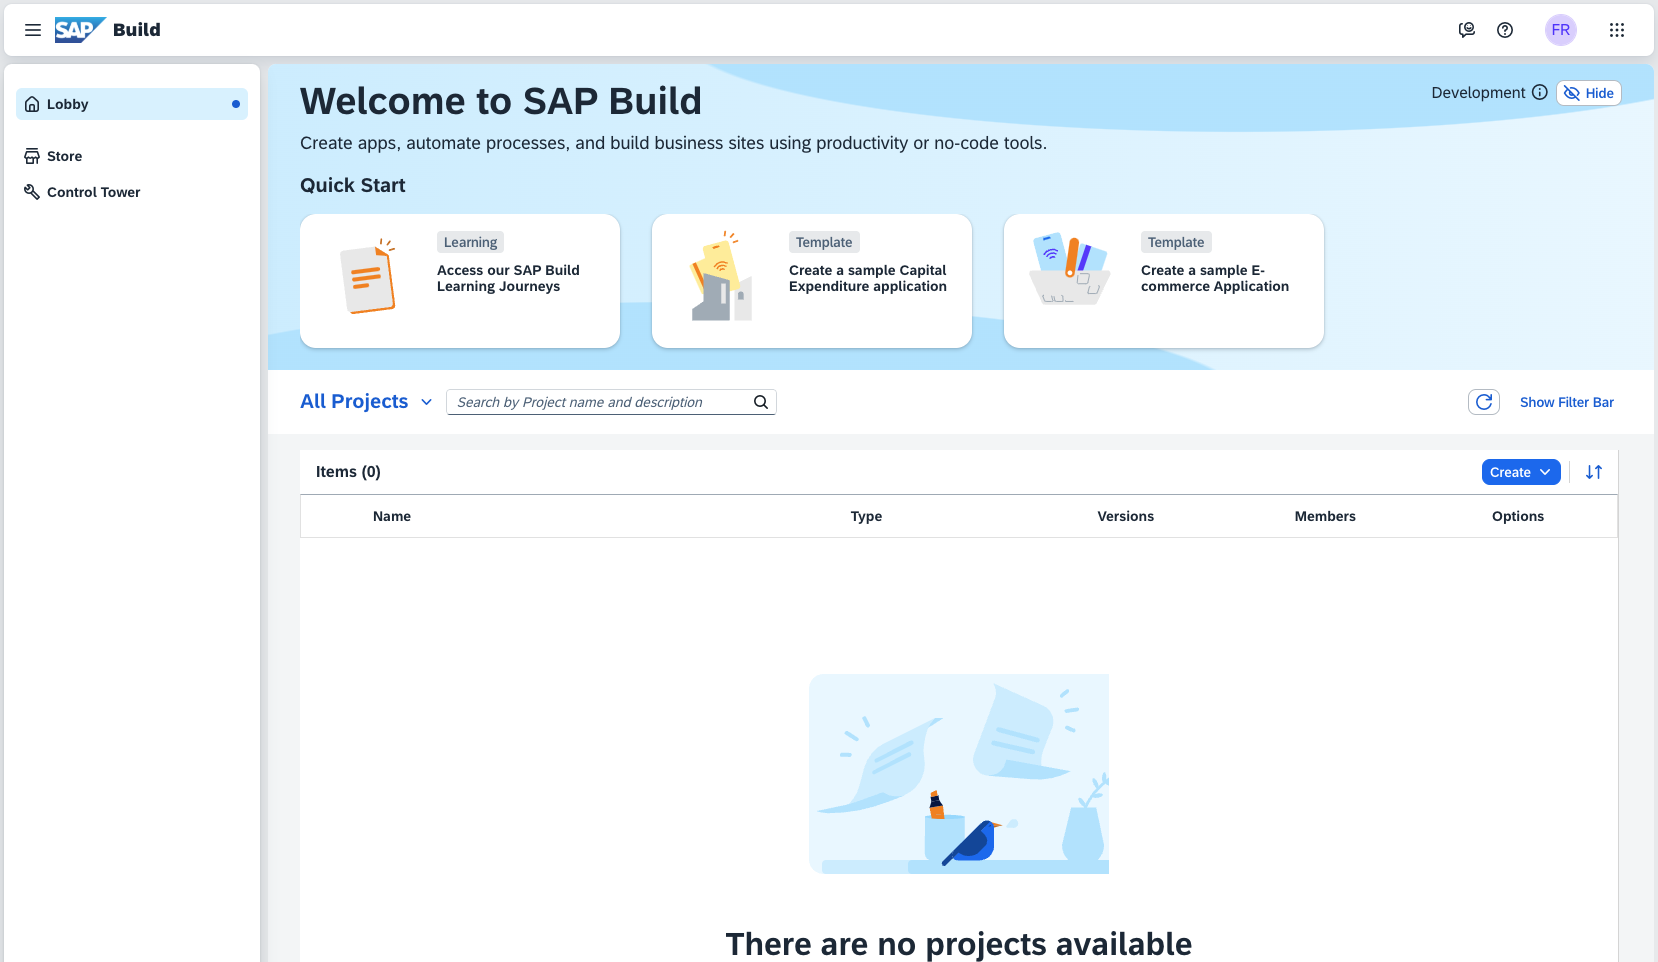 SAP Build
FR
Lobby
Store
Control Tower
Welcome to SAP Build
Development
Hide
Create apps, automate processes, and build business sites using productivity or no-code tools.
Quick Start
Learning
Access our SAP Build
Learning Journeys
Template
Create a sample Capital
Expenditure application
Template
Create a sample E-
commerce Application
All Projects
Search by Project name and description
Show Filter Bar
Items (0)
Create
Name Type Versions Members Options
There are no projects available